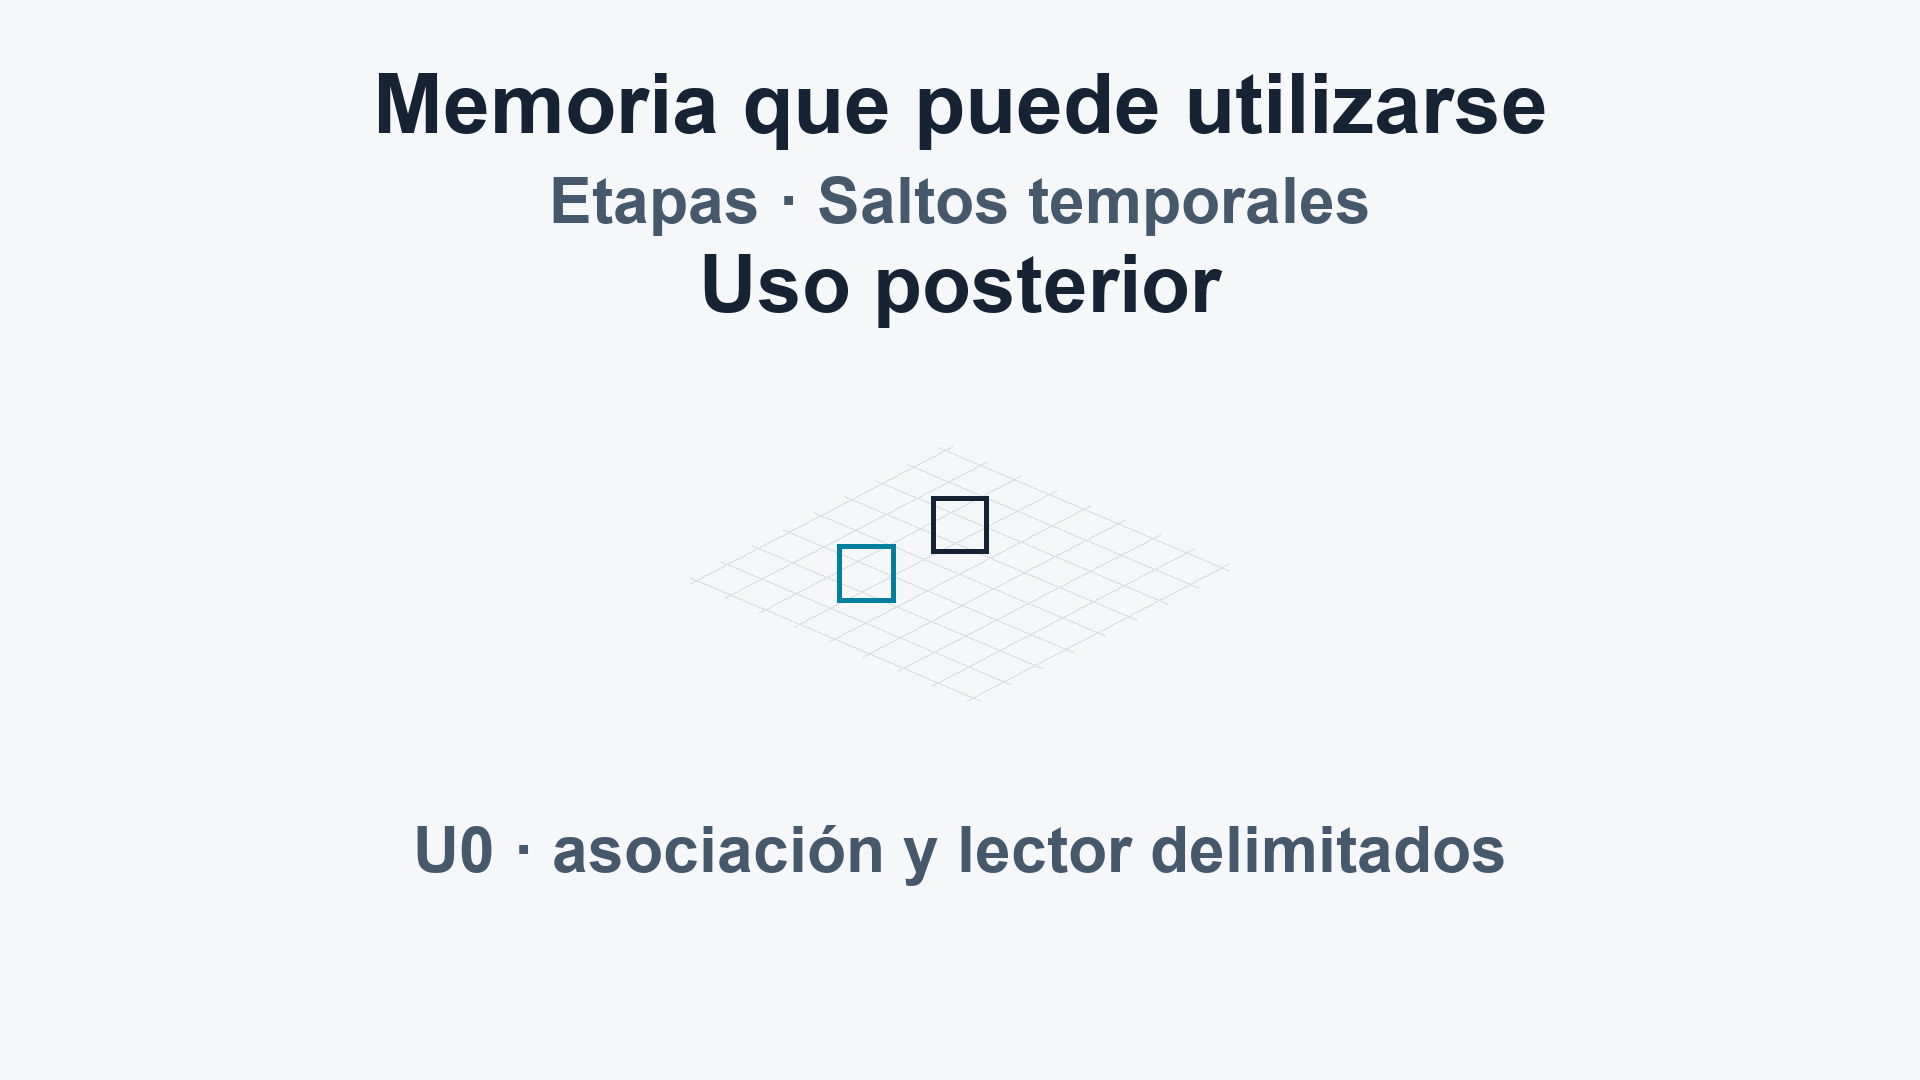 Memoria que puede utilizarse
Etapas · Saltos temporales
Uso posterior
U0 · asociación y lector delimitados